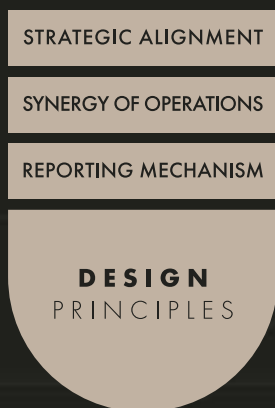 STRATEGIC ALIGNMENT
SYNERGY OF OPERATIONS
REPORTING MECHANISM
DESIGN
PRINCIPLES